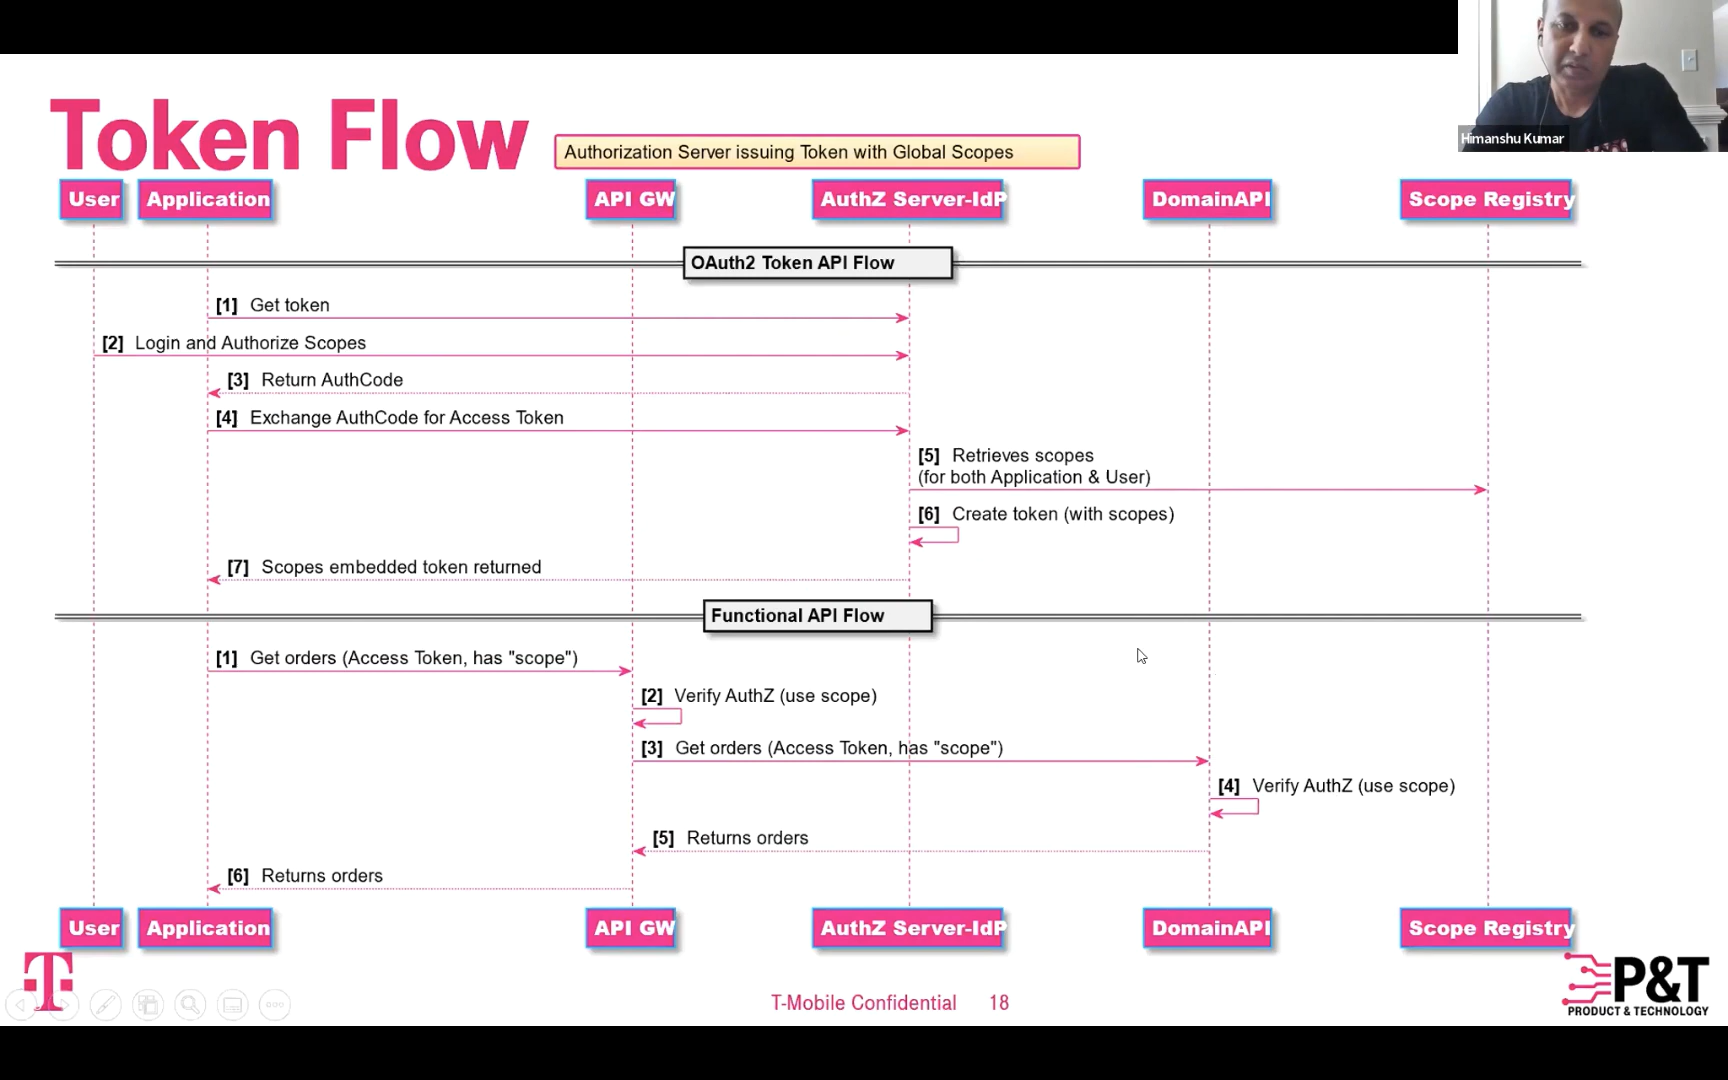 Himanshu Kumar
Token Flow
Authorization Server issuing Token with Global Scopes
User
Application
API GW
AuthZ Server-IdP
DomainAPI
Scope Registry
OAuth2 Token API Flow
[1] Get token
[2] Login and Authorize Scopes
[3] Return AuthCode
[4] Exchange AuthCode for Access Token
[5] Retrieves scopes
(for both Application & User)
[6] Create token (with scopes)
[7] Scopes embedded token returned
Functional API Flow
[1] Get orders (Access Token, has "scope")
[2] Verify AuthZ (use scope)
[3] Get orders (Access Token, has "scope")
[4] Verify AuthZ (use scope)
[5] Returns orders
[6] Returns orders
User
Application
API GW
AuthZ Server-IdP
DomainAPI
Scope Registry
T
T-Mobile Confidential 18
P&T
PRODUCT & TECHNOLOGY